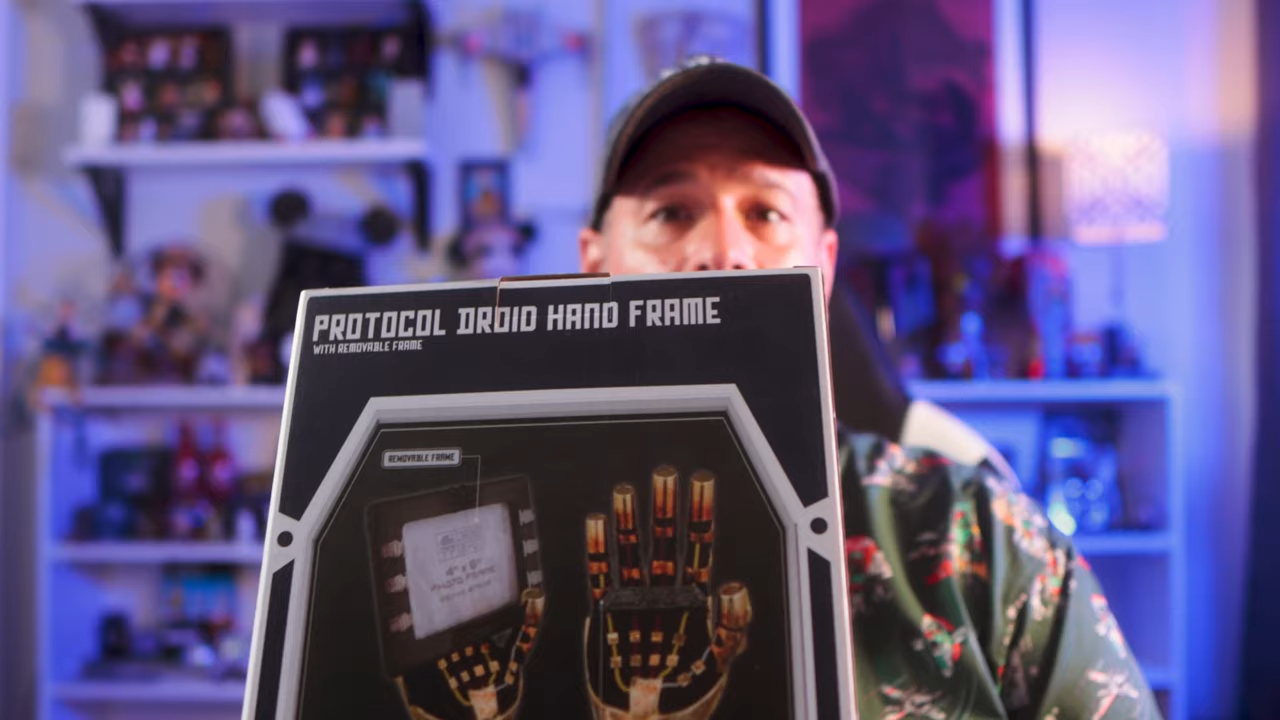 PROTOCOL DROID HAND FRAME
WITH REMOVABLE FRAME
REMOVABLE FRAME
4" x 6"
PHOTO FRAME